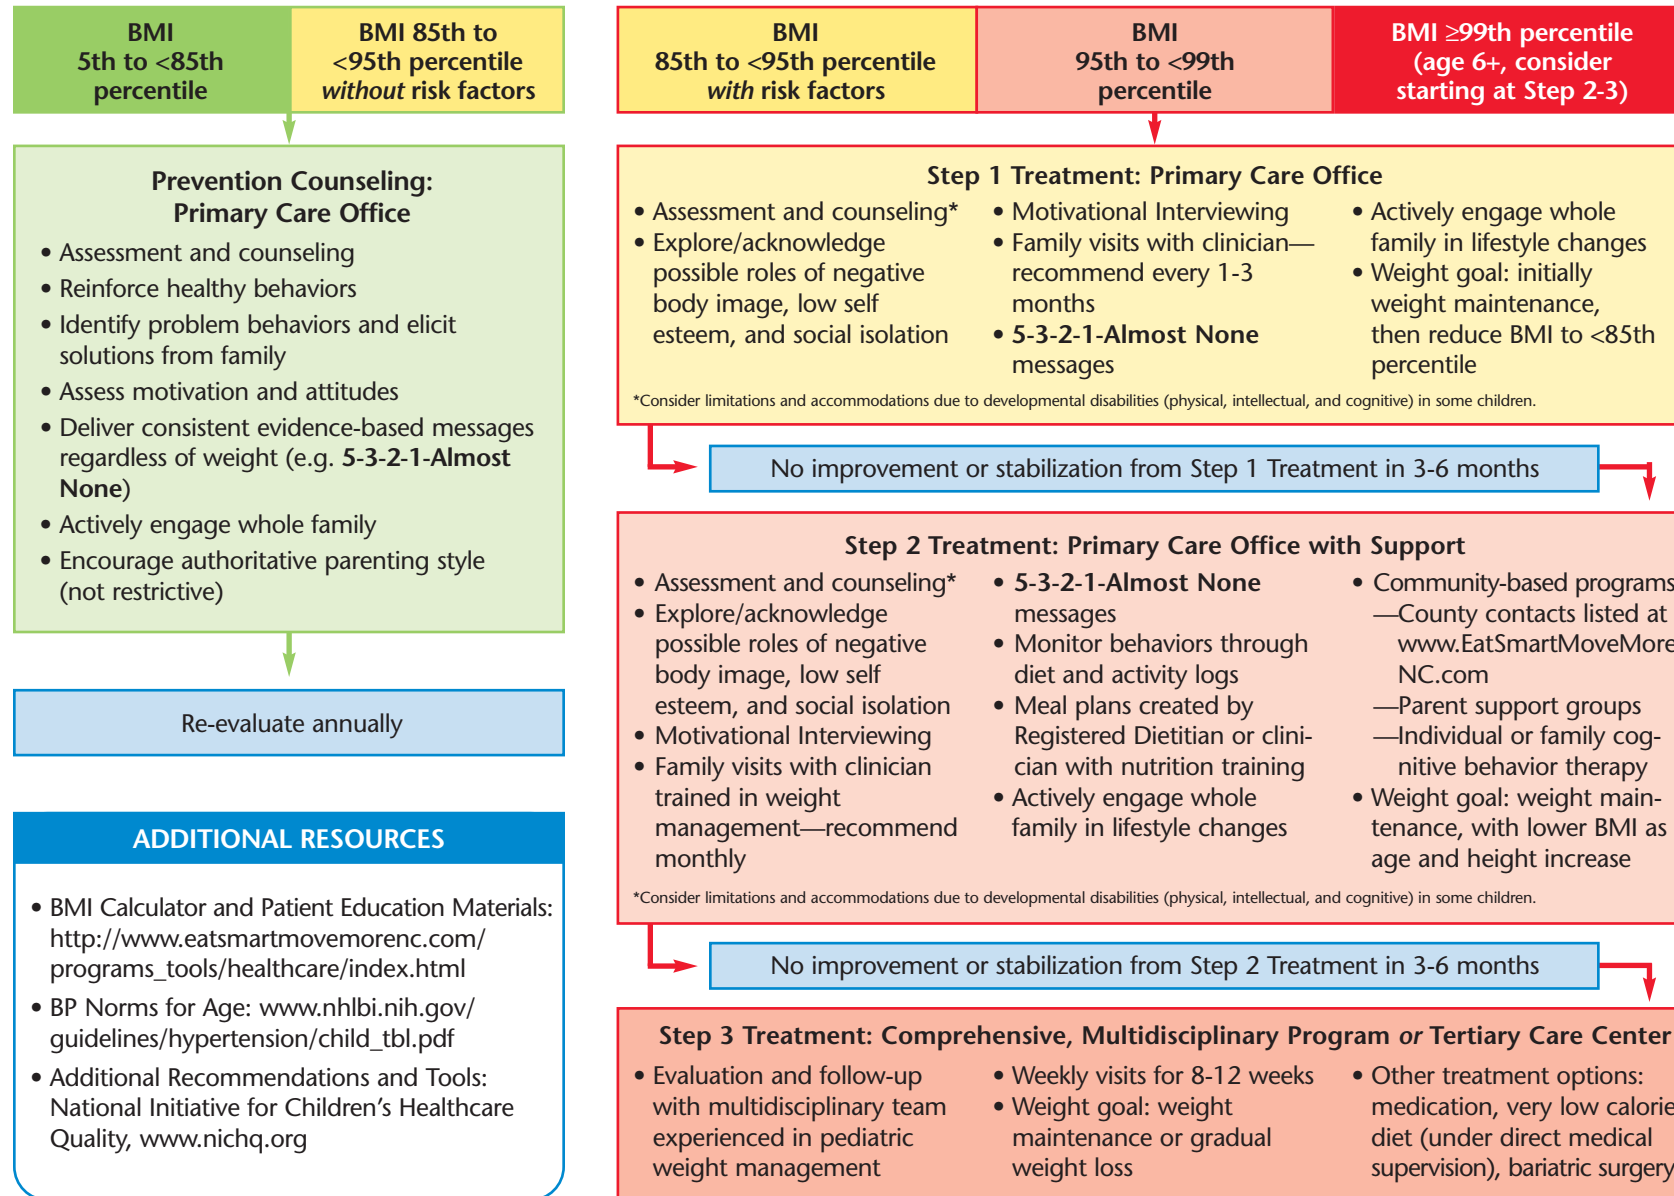 BMI
5th to <85th
percentile
BMI 85th to
<95th percentile
without risk factors
Prevention Counseling:
Primary Care Office
• Assessment and counseling
• Reinforce healthy behaviors
• Identify problem behaviors and elicit
solutions from family
• Assess motivation and attitudes
• Deliver consistent evidence-based messages
regardless of weight (e.g. 5-3-2-1-Almost
None)
• Actively engage whole family
• Encourage authoritative parenting style
(not restrictive)
Re-evaluate annually
ADDITIONAL RESOURCES
• BMI Calculator and Patient Education Materials:
http://www.eatsmartmovemorenc.com/
programs_tools/healthcare/index.html
• BP Norms for Age: www.nhlbi.nih.gov/
guidelines/hypertension/child_tbl.pdf
• Additional Recommendations and Tools:
National Initiative for Children’s Healthcare
Quality, www.nichq.org
BMI
85th to <95th percentile
with risk factors
BMI
95th to <99th
percentile
BMI ≥99th percentile
(age 6+, consider
starting at Step 2-3)
Step 1 Treatment: Primary Care Office
• Assessment and counseling*
• Explore/acknowledge
possible roles of negative
body image, low self
esteem, and social isolation
• Motivational Interviewing
• Family visits with clinician—
recommend every 1-3
months
• 5-3-2-1-Almost None
messages
• Actively engage whole
family in lifestyle changes
• Weight goal: initially
weight maintenance,
then reduce BMI to <85th
percentile
*Consider limitations and accommodations due to developmental disabilities (physical, intellectual, and cognitive) in some children.
No improvement or stabilization from Step 1 Treatment in 3-6 months
Step 2 Treatment: Primary Care Office with Support
• Assessment and counseling*
• Explore/acknowledge
possible roles of negative
body image, low self
esteem, and social isolation
• Motivational Interviewing
• Family visits with clinician
trained in weight
management—recommend
monthly
• 5-3-2-1-Almost None
messages
• Monitor behaviors through
diet and activity logs
• Meal plans created by
Registered Dietitian or clini-
cian with nutrition training
• Actively engage whole
family in lifestyle changes
• Community-based programs
—County contacts listed at
www.EatSmartMoveMore
NC.com
—Parent support groups
—Individual or family cog-
nitive behavior therapy
• Weight goal: weight main-
tenance, with lower BMI as
age and height increase
*Consider limitations and accommodations due to developmental disabilities (physical, intellectual, and cognitive) in some children.
No improvement or stabilization from Step 2 Treatment in 3-6 months
Step 3 Treatment: Comprehensive, Multidisciplinary Program or Tertiary Care Center
• Evaluation and follow-up
with multidisciplinary team
experienced in pediatric
weight management
• Weekly visits for 8-12 weeks
• Weight goal: weight
maintenance or gradual
weight loss
• Other treatment options:
medication, very low calorie
diet (under direct medical
supervision), bariatric surgery